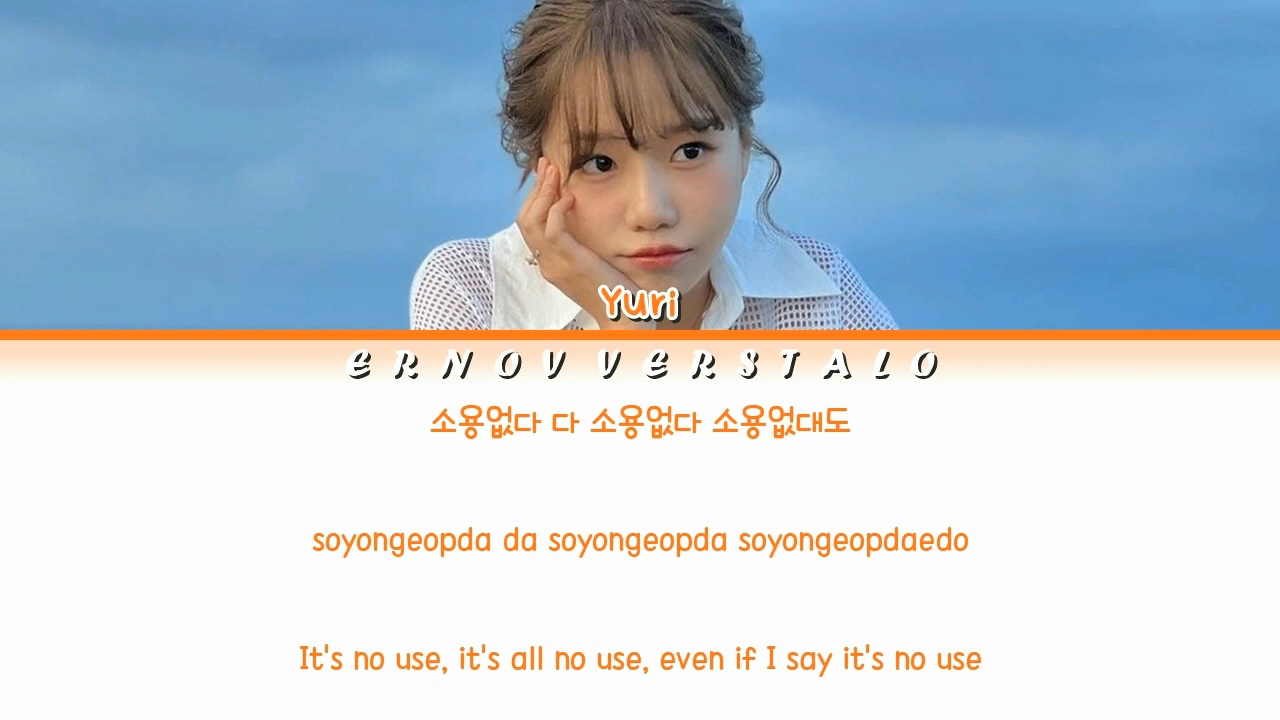 Yuri
ERNOV VERSTALO
소용없다 다 소용없다 소용없대도
soyongeopda da soyongeopda soyongeopdaedo
It's no use, it's all no use, even if I say it's no use